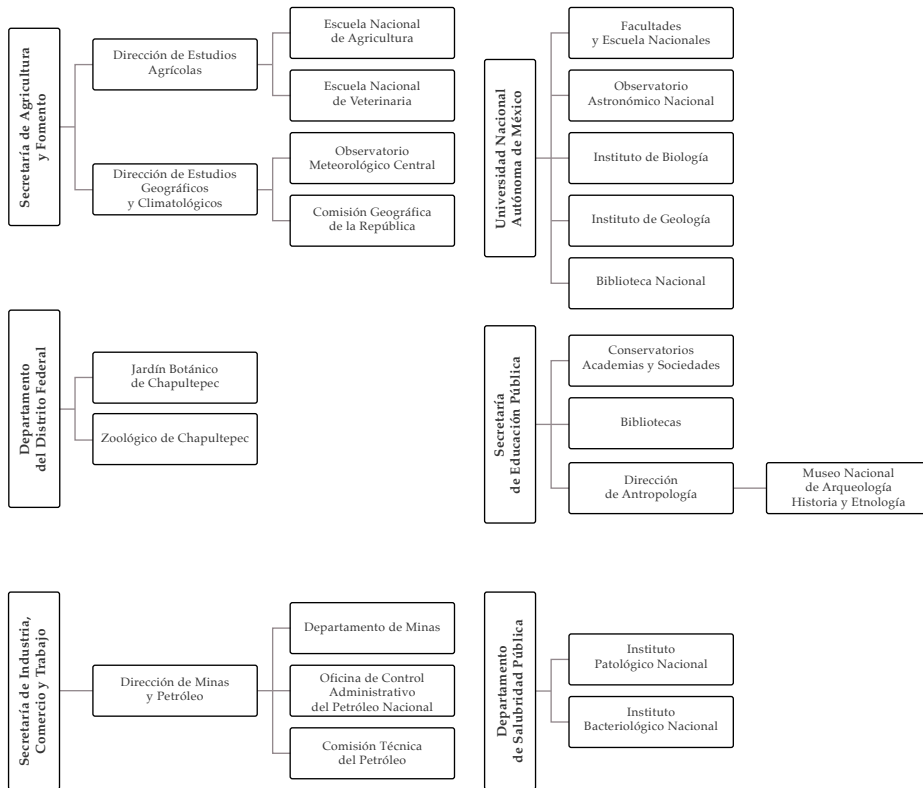 Secretaría de Agricultura
y Fomento
Dirección de Estudios
Agrícolas
Escuela Nacional
de Agricultura
Escuela Nacional
de Veterinaria
Dirección de Estudios
Geográficos
y Climatológicos
Observatorio
Meteorológico Central
Comisión Geográfica
de la República
Universidad Nacional
Autónoma de México
Facultades
y Escuela Nacionales
Observatorio
Astronómico Nacional
Instituto de Biología
Instituto de Geología
Biblioteca Nacional
Departamento
del Distrito Federal
Jardín Botánico
de Chapultepec
Zoológico de Chapultepec
Secretaría
de Educación Pública
Conservatorios
Academias y Sociedades
Bibliotecas
Dirección
de Antropología
Museo Nacional
de Arqueología
Historia y Etnología
Secretaría de Industria,
Comercio y Trabajo
Dirección de Minas
y Petróleo
Departamento de Minas
Oficina de Control
Administrativo
del Petróleo Nacional
Comisión Técnica
del Petróleo
Departamento
de Salubridad Pública
Instituto
Patológico Nacional
Instituto
Bacteriológico Nacional